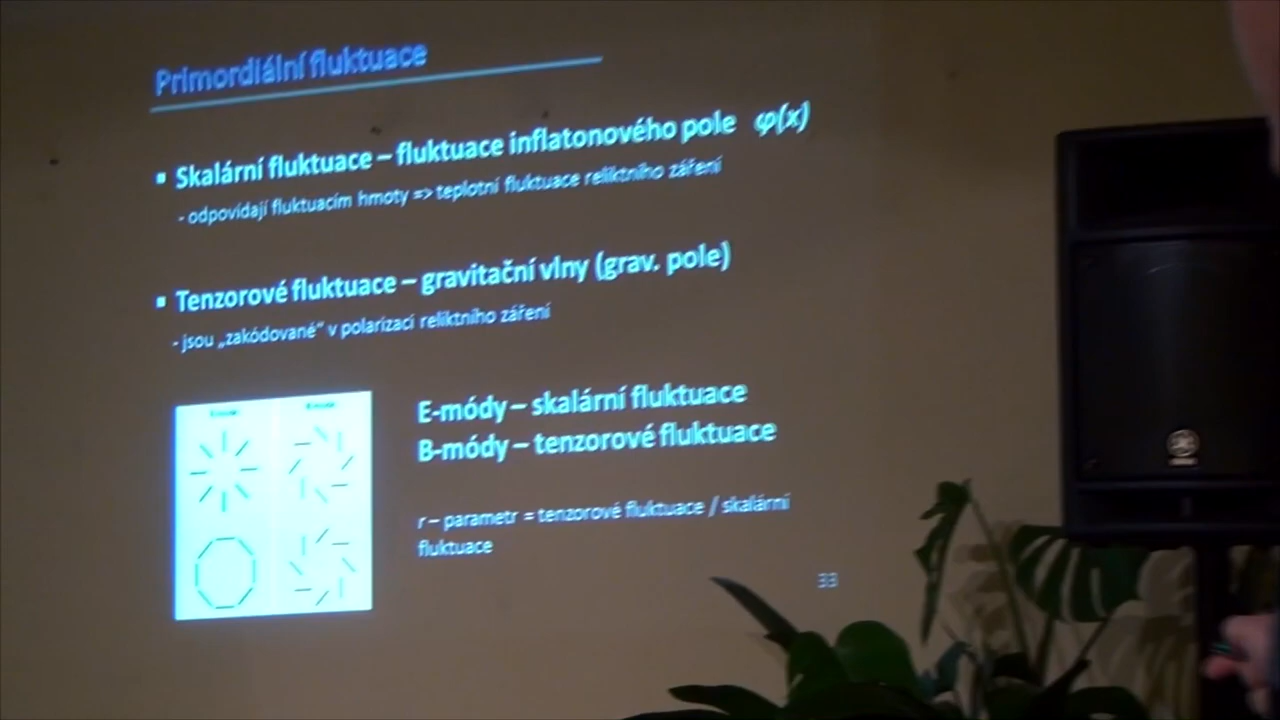 Primordiální fluktuace
▪ Skalární fluktuace – fluktuace inflatonového pole φ(x)
- odpovídají fluktuacím hmoty => teplotní fluktuace reliktního záření
▪ Tenzorové fluktuace – gravitační vlny (grav. pole)
- jsou „zakódované“ v polarizaci reliktního záření
E-módy – skalární fluktuace
B-módy – tenzorové fluktuace
r – parametr = tenzorové fluktuace / skalární
fluktuace
33